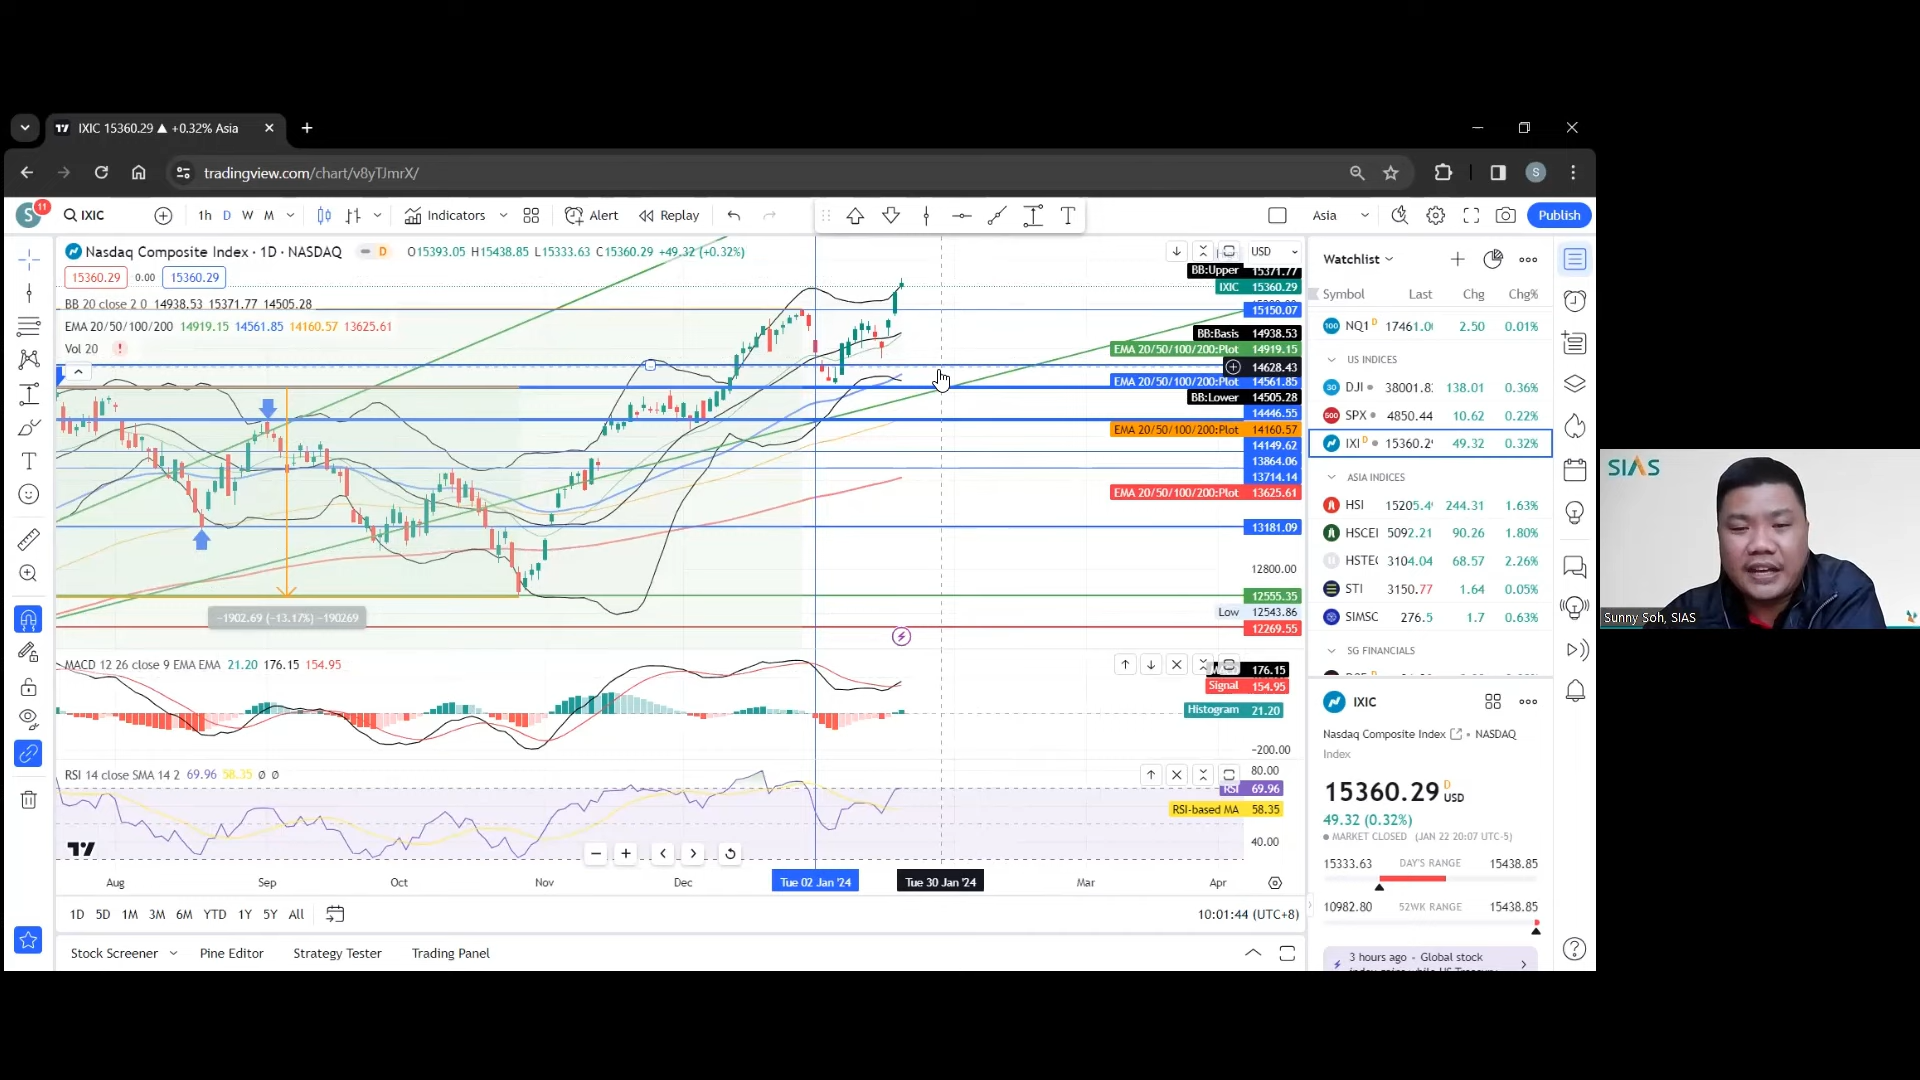 IXIC 15360.29 ▲ +0.32% Asia
tradingview.com/chart/v8yTJmrX/
S
S 11 IXIC 1h D W M Indicators Alert Replay Asia Publish
Nasdaq Composite Index · 1D · NASDAQ D O15393.05 H15438.85 L15333.63 C15360.29 +49.32 (+0.32%)
15360.29 0.00 15360.29
BB 20 close 2 0 14938.53 15371.77 14505.28
EMA 20/50/100/200 14919.15 14561.85 14160.57 13625.61
Vol 20
USD
BB:Upper 15371.77
IXIC 15360.29
15150.07
BB:Basis 14938.53
EMA 20/50/100/200:Plot 14919.15
14628.43
EMA 20/50/100/200:Plot 14561.85
BB:Lower 14505.28
14446.55
EMA 20/50/100/200:Plot 14160.57
14149.62
13864.06
13714.14
EMA 20/50/100/200:Plot 13625.61
13181.09
12800.00
12555.35
Low 12543.86
12269.55
−1902.69 (−13.17%) −190269
MACD 12 26 close 9 EMA EMA 21.20 176.15 154.95
176.15
Signal 154.95
Histogram 21.20
−200.00
RSI 14 close SMA 14 2 69.96 58.35 Ø Ø
80.00
RSI 69.96
RSI-based MA 58.35
40.00
Aug Sep Oct Nov Dec Tue 02 Jan '24 Tue 30 Jan '24 Mar Apr
1D 5D 1M 3M 6M YTD 1Y 5Y All 10:01:44 (UTC+8)
Stock Screener Pine Editor Strategy Tester Trading Panel
Watchlist
Symbol Last Chg Chg%
NQ1 D 17461.0 2.50 0.01%
US INDICES
DJI 38001.8 138.01 0.36%
SPX 4850.44 10.62 0.22%
IXI D 15360.2 49.32 0.32%
ASIA INDICES
HSI 15205.4 244.31 1.63%
HSCEI 5092.21 90.26 1.80%
HSTEC 3104.04 68.57 2.26%
STI 3150.77 1.64 0.05%
SIMSC 276.5 1.7 0.63%
SG FINANCIALS
IXIC
Nasdaq Composite Index • NASDAQ
Index
15360.29 D USD
49.32 (0.32%)
MARKET CLOSED (JAN 22 20:07 UTC-5)
15333.63 DAY'S RANGE 15438.85
10982.80 52WK RANGE 15438.85
3 hours ago • Global stock
SIAS
Sunny Soh, SIAS